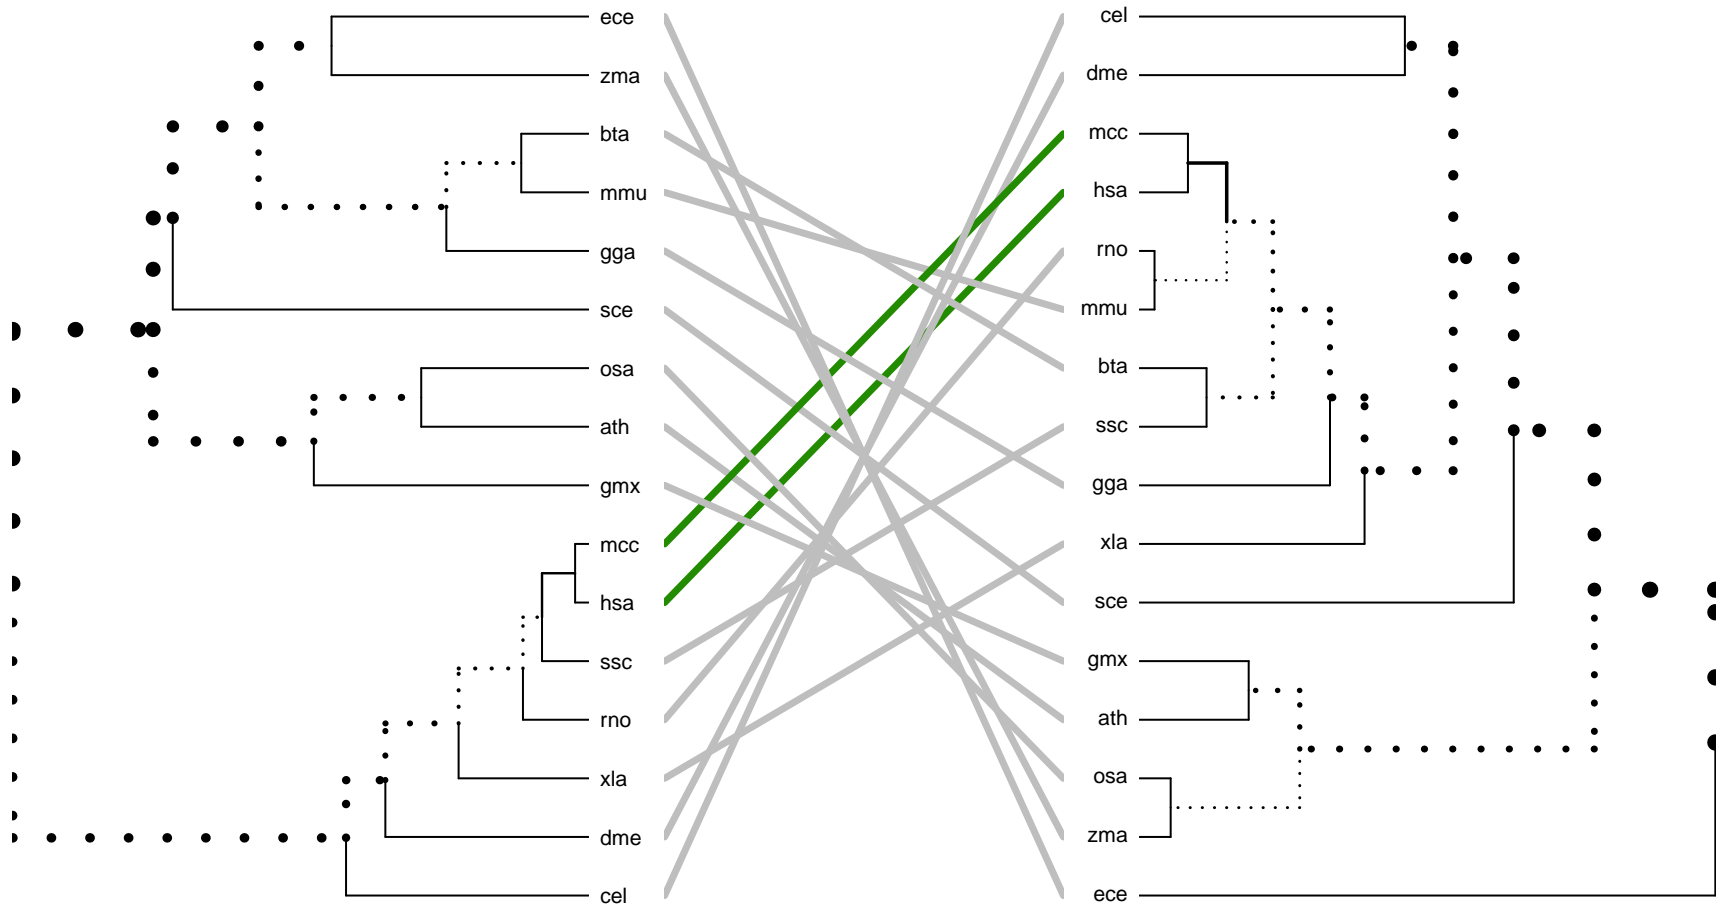 ece
zma
bta
mmu
gga
sce
osa
ath
gmx
mcc
hsa
ssc
rno
xla
dme
cel
cel
dme
mcc
hsa
rno
mmu
bta
ssc
gga
xla
sce
gmx
ath
osa
zma
ece